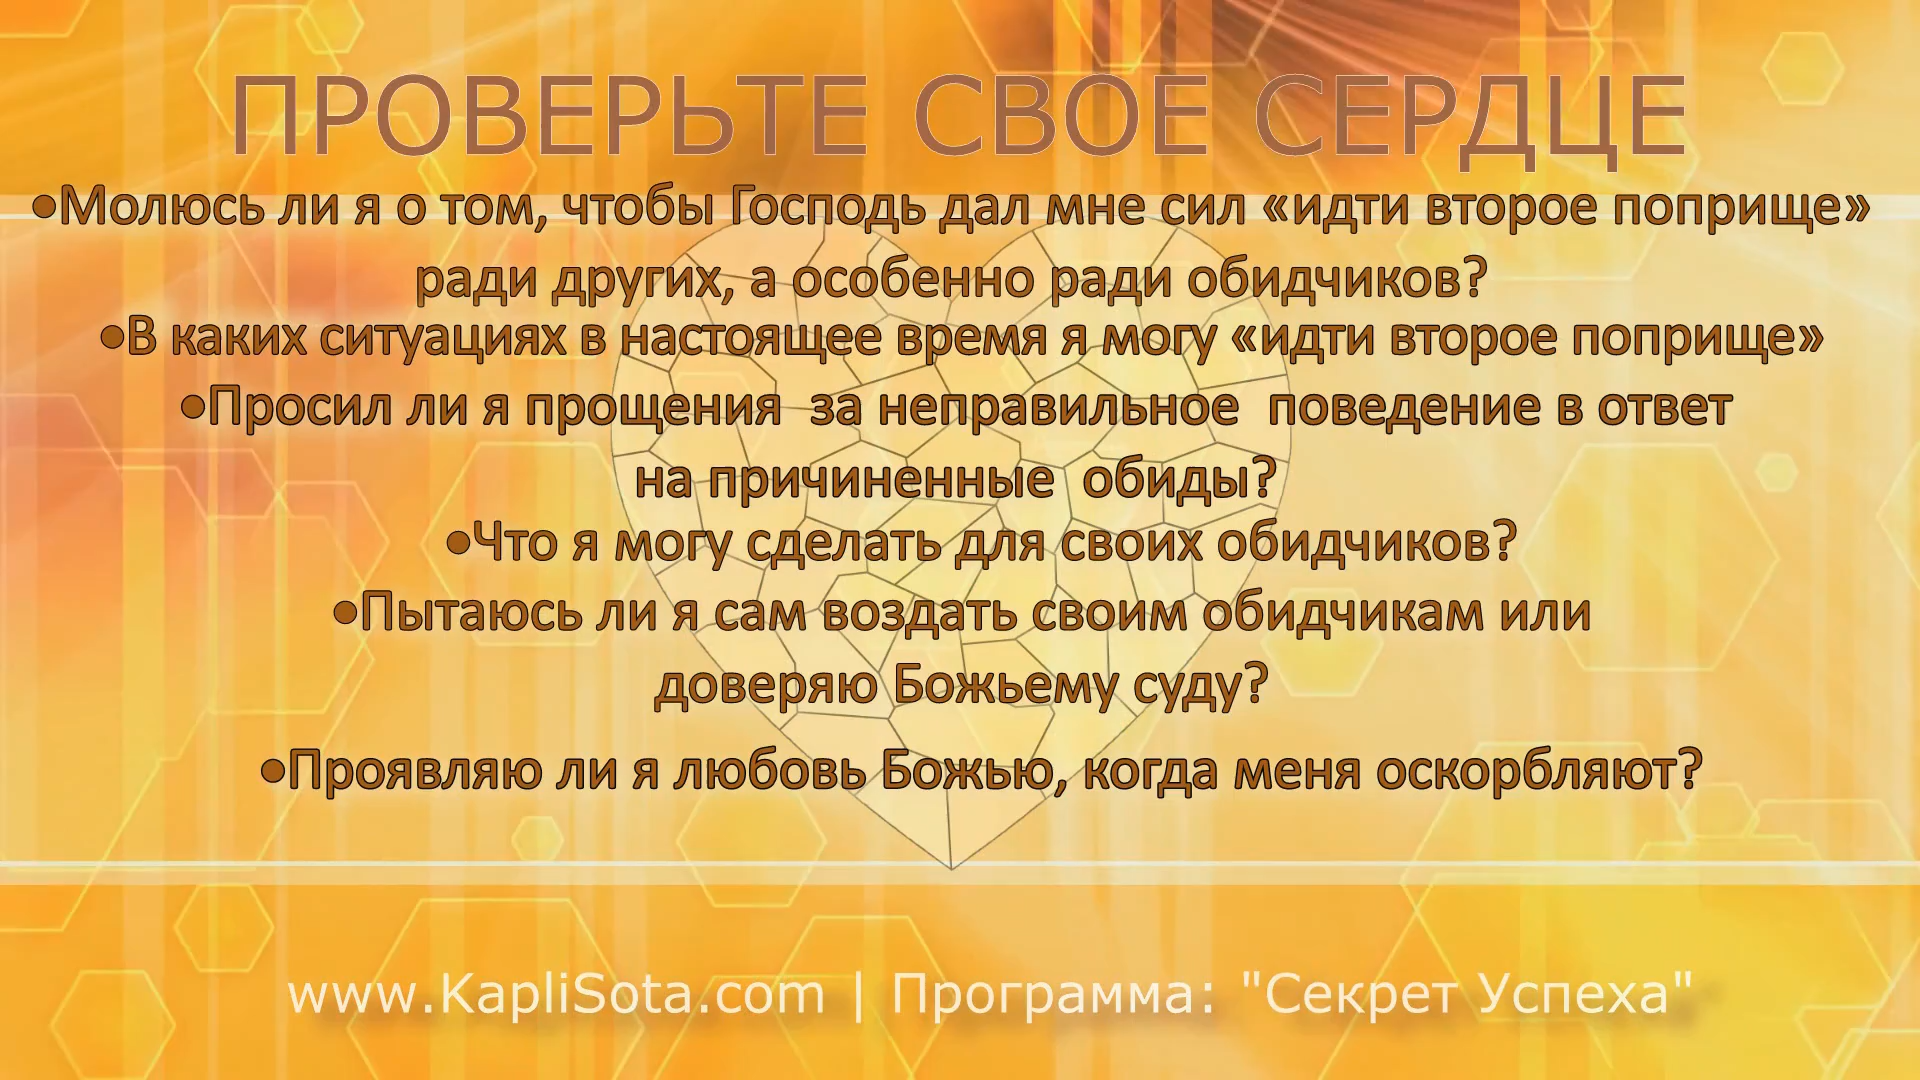 ПРОВЕРЬТЕ СВОЕ СЕРДЦЕ
•Молюсь ли я о том, чтобы Господь дал мне сил «идти второе поприще»
ради других, а особенно ради обидчиков?
•В каких ситуациях в настоящее время я могу «идти второе поприще»
•Просил ли я прощения за неправильное поведение в ответ
на причиненные обиды?
•Что я могу сделать для своих обидчиков?
•Пытаюсь ли я сам воздать своим обидчикам или
доверяю Божьему суду?
•Проявляю ли я любовь Божью, когда меня оскорбляют?
www.KapliSota.com | Программа: "Секрет Успеха"